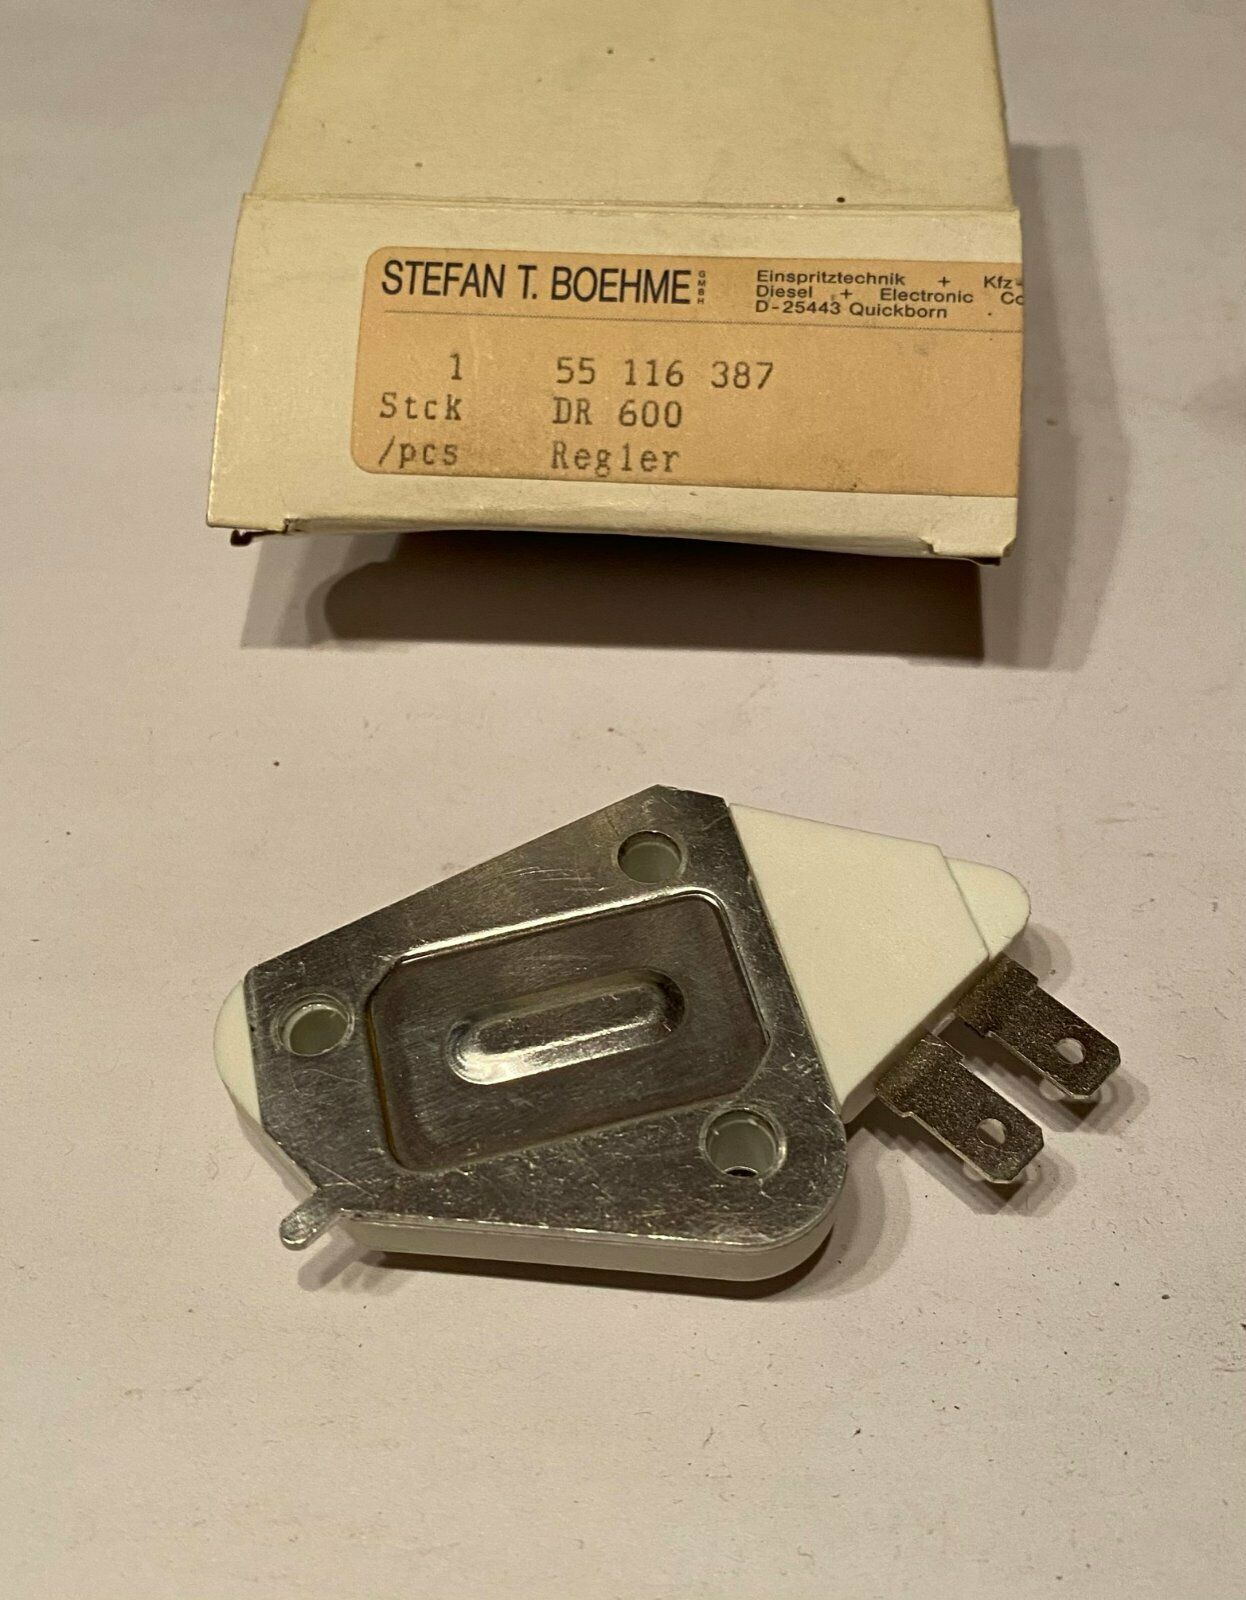 STEFAN T. BOEHME GMBH
Einspritztechnik + Kfz-
Diesel + Electronic
D-25443 Quickborn
1 55 116 387
Stck DR 600
/pcs Regler